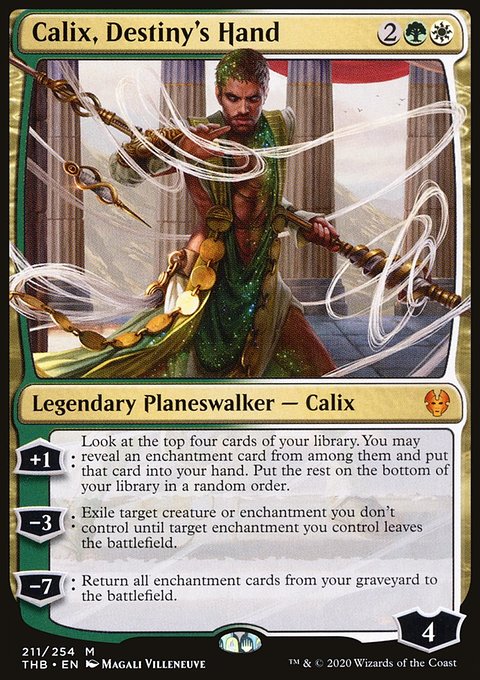 Calix, Destiny's Hand 2
Legendary Planeswalker — Calix
Look at the top four cards of your library. You may
+1: reveal an enchantment card from among them and put
that card into your hand. Put the rest on the bottom of
your library in a random order.
Exile target creature or enchantment you don't
−3: control until target enchantment you control leaves
the battlefield.
−7: Return all enchantment cards from your graveyard to
the battlefield.
4
211/254 M
THB • EN Magali Villeneuve
™ & © 2020 Wizards of the Coast